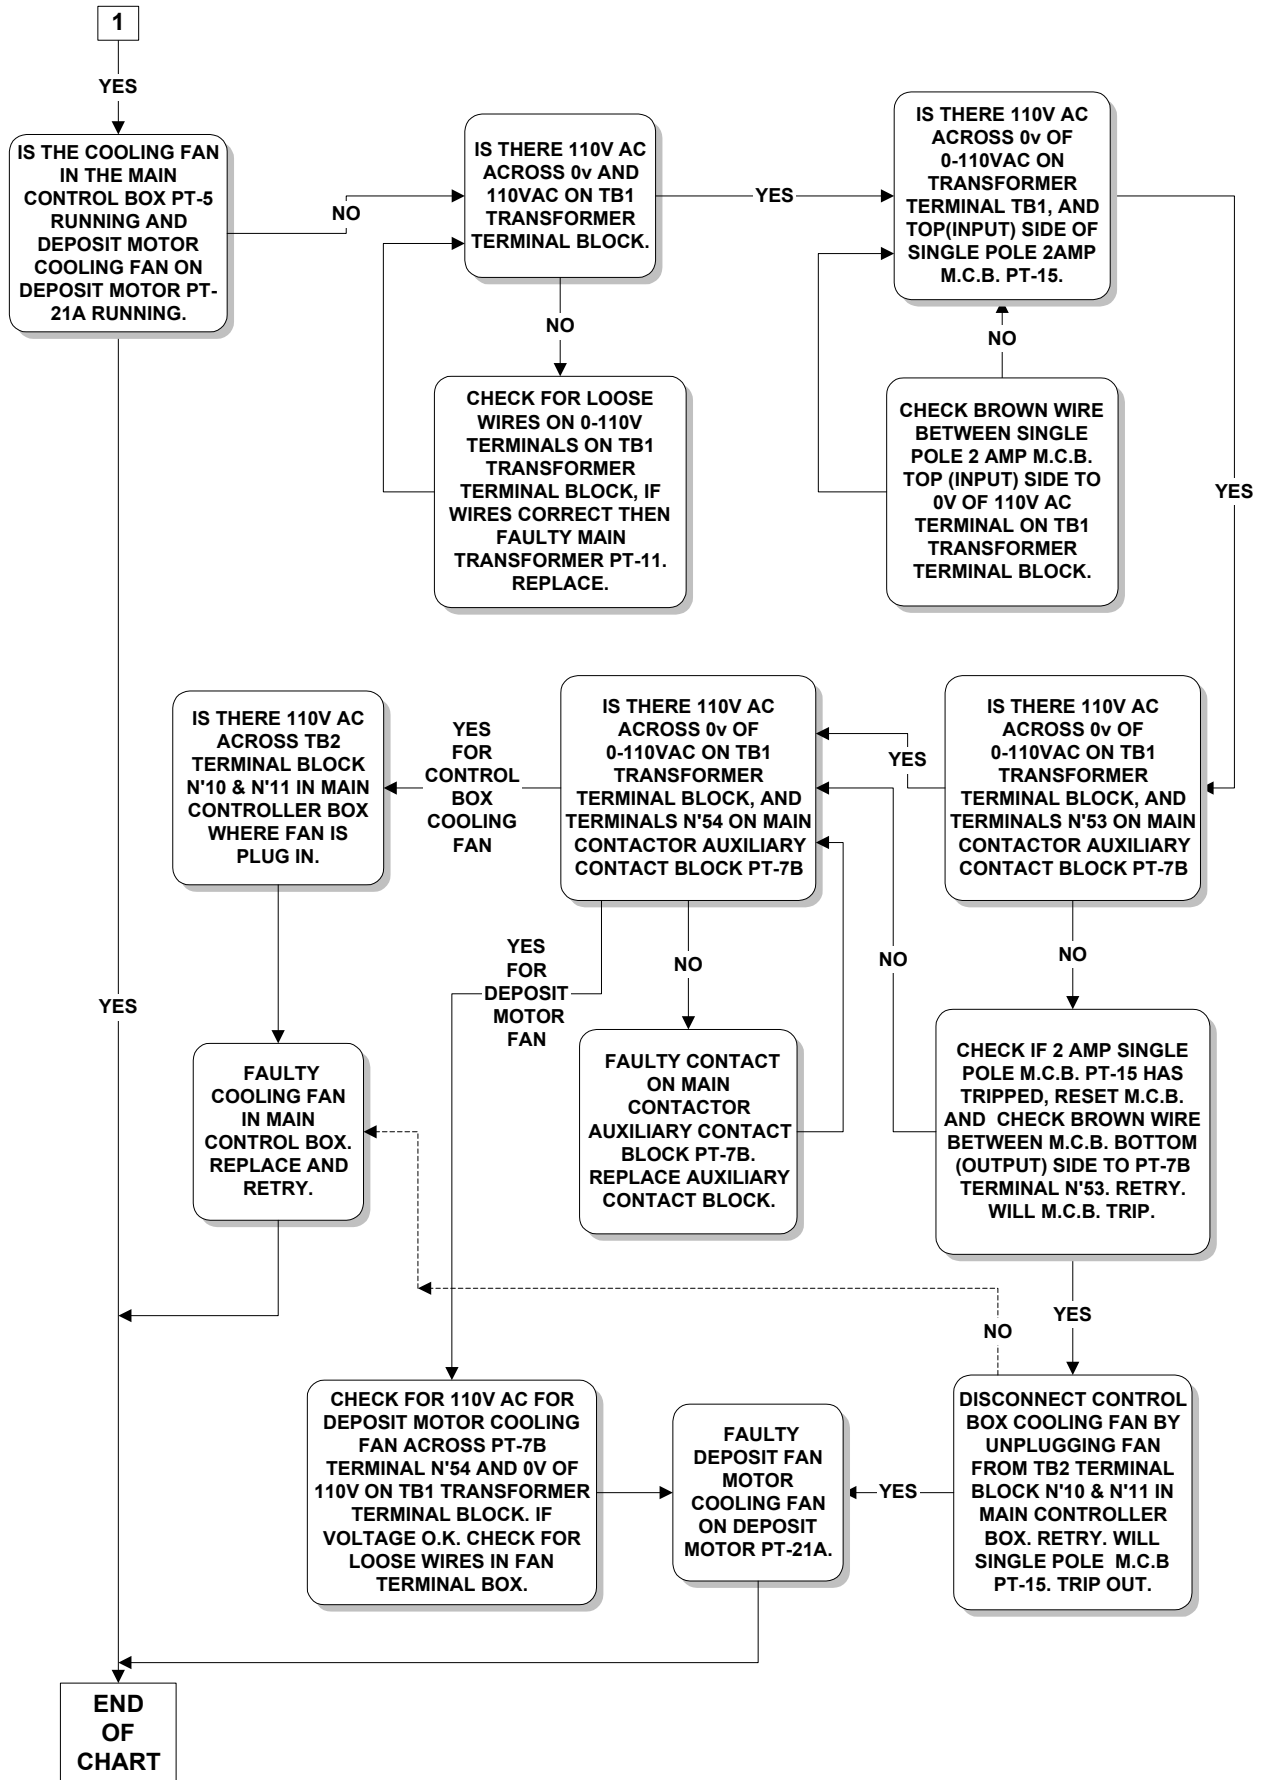 1
YES
IS THE COOLING FAN
IN THE MAIN
CONTROL BOX PT-5
RUNNING AND
DEPOSIT MOTOR
COOLING FAN ON
DEPOSIT MOTOR PT-
21A RUNNING.
NO
IS THERE 110V AC
ACROSS 0v AND
110VAC ON TB1
TRANSFORMER
TERMINAL BLOCK.
YES
IS THERE 110V AC
ACROSS 0v OF
0-110VAC ON
TRANSFORMER
TERMINAL TB1, AND
TOP(INPUT) SIDE OF
SINGLE POLE 2AMP
M.C.B. PT-15.
NO
NO
CHECK FOR LOOSE
WIRES ON 0-110V
TERMINALS ON TB1
TRANSFORMER
TERMINAL BLOCK, IF
WIRES CORRECT THEN
FAULTY MAIN
TRANSFORMER PT-11.
REPLACE.
CHECK BROWN WIRE
BETWEEN SINGLE
POLE 2 AMP M.C.B.
TOP (INPUT) SIDE TO
0V OF 110V AC
TERMINAL ON TB1
TRANSFORMER
TERMINAL BLOCK.
YES
IS THERE 110V AC
ACROSS TB2
TERMINAL BLOCK
N'10 & N'11 IN MAIN
CONTROLLER BOX
WHERE FAN IS
PLUG IN.
YES
FOR
CONTROL
BOX
COOLING
FAN
IS THERE 110V AC
ACROSS 0v OF
0-110VAC ON TB1
TRANSFORMER
TERMINAL BLOCK, AND
TERMINALS N'54 ON MAIN
CONTACTOR AUXILIARY
CONTACT BLOCK PT-7B
YES
IS THERE 110V AC
ACROSS 0v OF
0-110VAC ON TB1
TRANSFORMER
TERMINAL BLOCK, AND
TERMINALS N'53 ON MAIN
CONTACTOR AUXILIARY
CONTACT BLOCK PT-7B
YES
YES
FOR
DEPOSIT
MOTOR
FAN
NO
NO
NO
FAULTY
COOLING FAN
IN MAIN
CONTROL BOX.
REPLACE AND
RETRY.
FAULTY CONTACT
ON MAIN
CONTACTOR
AUXILIARY CONTACT
BLOCK PT-7B.
REPLACE AUXILIARY
CONTACT BLOCK.
CHECK IF 2 AMP SINGLE
POLE M.C.B. PT-15 HAS
TRIPPED, RESET M.C.B.
AND CHECK BROWN WIRE
BETWEEN M.C.B. BOTTOM
(OUTPUT) SIDE TO PT-7B
TERMINAL N'53. RETRY.
WILL M.C.B. TRIP.
NO
YES
CHECK FOR 110V AC FOR
DEPOSIT MOTOR COOLING
FAN ACROSS PT-7B
TERMINAL N'54 AND 0V OF
110V ON TB1 TRANSFORMER
TERMINAL BLOCK. IF
VOLTAGE O.K. CHECK FOR
LOOSE WIRES IN FAN
TERMINAL BOX.
FAULTY
DEPOSIT FAN
MOTOR
COOLING FAN
ON DEPOSIT
MOTOR PT-21A.
YES
DISCONNECT CONTROL
BOX COOLING FAN BY
UNPLUGGING FAN
FROM TB2 TERMINAL
BLOCK N'10 & N'11 IN
MAIN CONTROLLER
BOX. RETRY. WILL
SINGLE POLE M.C.B
PT-15. TRIP OUT.
END
OF
CHART